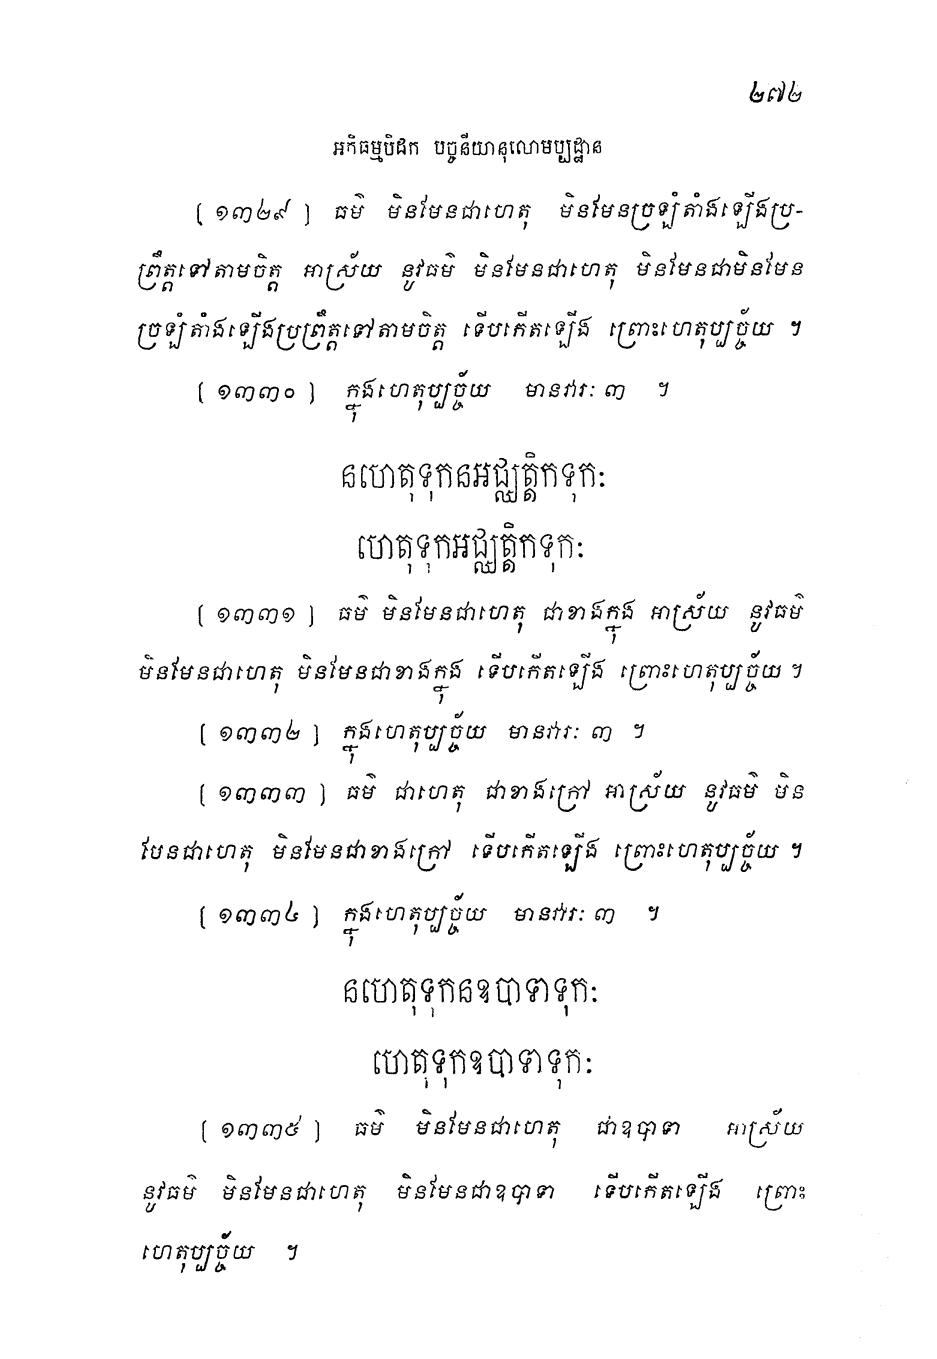 ២៧២
អភិធម្មបិដក បច្ចនីយានុលោមប្បដ្ឋាន
[ ១៣២៩ ] ធម៌ មិនមែនជាហេតុ មិនមែនច្រឡំតាំងឡើងប្រ-
ព្រឹត្តទៅតាមចិត្ត អាស្រ័យ នូវធម៌ មិនមែនជាហេតុ មិនមែនជាមិនមែន
ច្រឡំតាំងឡើងប្រព្រឹត្តទៅតាមចិត្ត ទើបកើតឡើង ព្រោះហេតុប្បច្ច័យ ។
[ ១៣៣០ ] ក្នុងហេតុប្បច្ច័យ មានវារៈ ៣ ។
នហេតុទុកនអជ្ឈត្តិកទុកៈ
ហេតុទុកអជ្ឈត្តិកទុកៈ
[ ១៣៣១ ] ធម៌ មិនមែនជាហេតុ ជាខាងក្នុង អាស្រ័យ នូវធម៌
មិនមែនជាហេតុ មិនមែនជាខាងក្នុង ទើបកើតឡើង ព្រោះហេតុប្បច្ច័យ ។
[ ១៣៣២ ] ក្នុងហេតុប្បច្ច័យ មានវារៈ ៣ ។
[ ១៣៣៣ ] ធម៌ ជាហេតុ ជាខាងក្រៅ អាស្រ័យ នូវធម៌ មិន
មែនជាហេតុ មិនមែនជាខាងក្រៅ ទើបកើតឡើង ព្រោះហេតុប្បច្ច័យ ។
[ ១៣៣៤ ] ក្នុងហេតុប្បច្ច័យ មានវារៈ ៣ ។
នហេតុទុកនឧបាទាទុកៈ
ហេតុទុកឧបាទាទុកៈ
[ ១៣៣៥ ] ធម៌ មិនមែនជាហេតុ ជាឧបាទា អាស្រ័យ
នូវធម៌ មិនមែនជាហេតុ មិនមែនជាឧបាទា ទើបកើតឡើង ព្រោះ
ហេតុប្បច្ច័យ ។